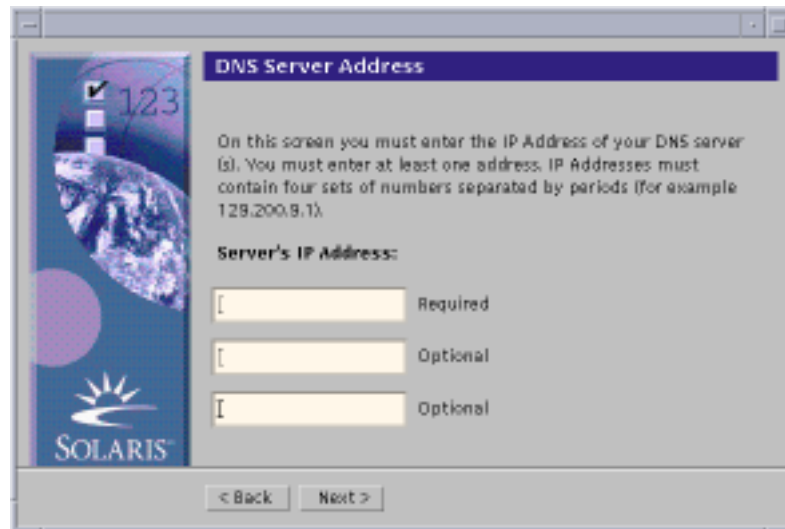 DNS Server Address
123
On this screen you must enter the IP Address of your DNS server
(s). You must enter at least one address. IP Addresses must
contain four sets of numbers separated by periods (for example
129.200.9.1).
Server's IP Address:
Required
Optional
Optional
SOLARIS™
< Back
Next >